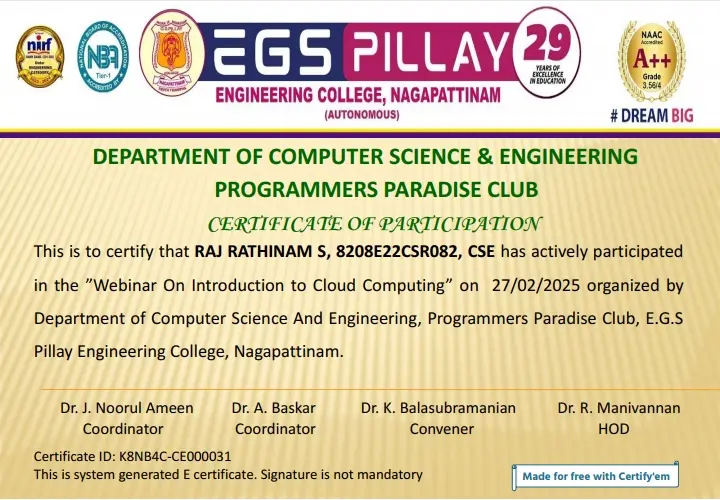 nirf
ENGINEERING
NATIONAL BOARD OF ACCREDITATION
NBA
Tier-1
ACCREDITED BY
EGS PILLAY
ENGINEERING COLLEGE, NAGAPATTINAM
(AUTONOMOUS)
29
YEARS OF
EXCELLENCE
IN EDUCATION
NAAC
Accredited
A++
Grade
3.56/4
# DREAM BIG
DEPARTMENT OF COMPUTER SCIENCE & ENGINEERING
PROGRAMMERS PARADISE CLUB
CERTIFICATE OF PARTICIPATION
This is to certify that RAJ RATHINAM S, 8208E22CSR082, CSE has actively participated
in the ”Webinar On Introduction to Cloud Computing” on 27/02/2025 organized by
Department of Computer Science And Engineering, Programmers Paradise Club, E.G.S
Pillay Engineering College, Nagapattinam.
Dr. J. Noorul Ameen Dr. A. Baskar Dr. K. Balasubramanian Dr. R. Manivannan
Coordinator Coordinator Convener HOD
Certificate ID: K8NB4C-CE000031
This is system generated E certificate. Signature is not mandatory
Made for free with Certify'em